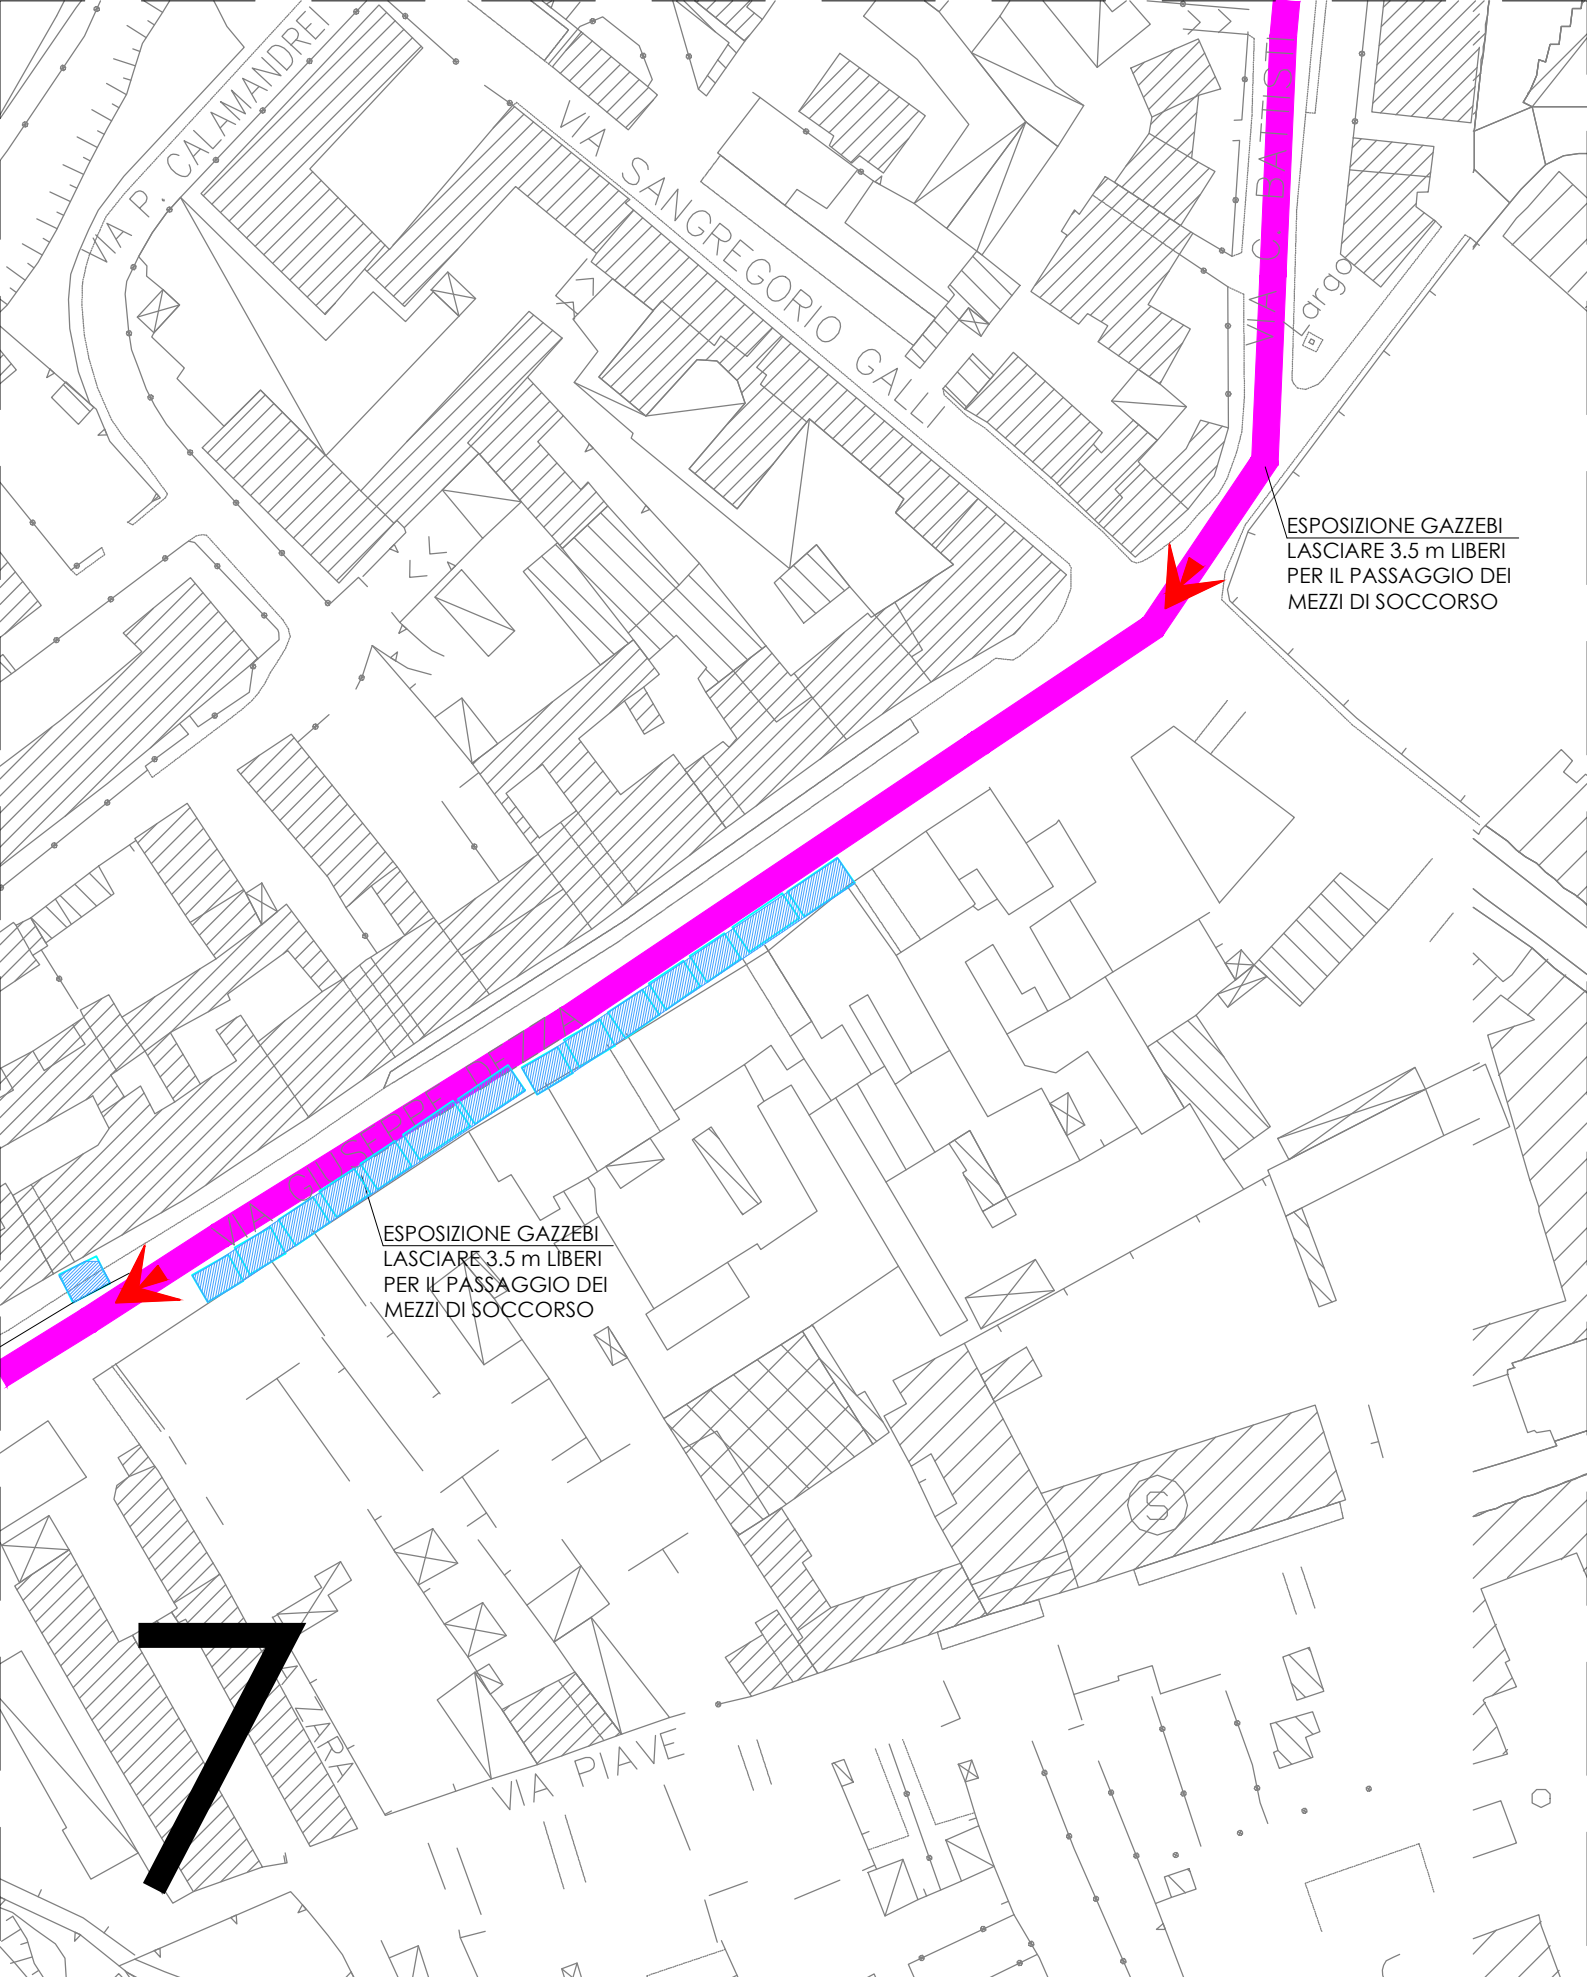 VIA P. CALAMANDREI
VIA SANGREGORIO GALLI
VIA C. BATTISTI
Largo
ESPOSIZIONE GAZZEBI
LASCIARE 3.5 m LIBERI
PER IL PASSAGGIO DEI
MEZZI DI SOCCORSO
VIA GIUSEPPE
ESPOSIZIONE GAZZEBI
LASCIARE 3.5 m LIBERI
PER IL PASSAGGIO DEI
MEZZI DI SOCCORSO
S
7
ZARA
VIA PIAVE